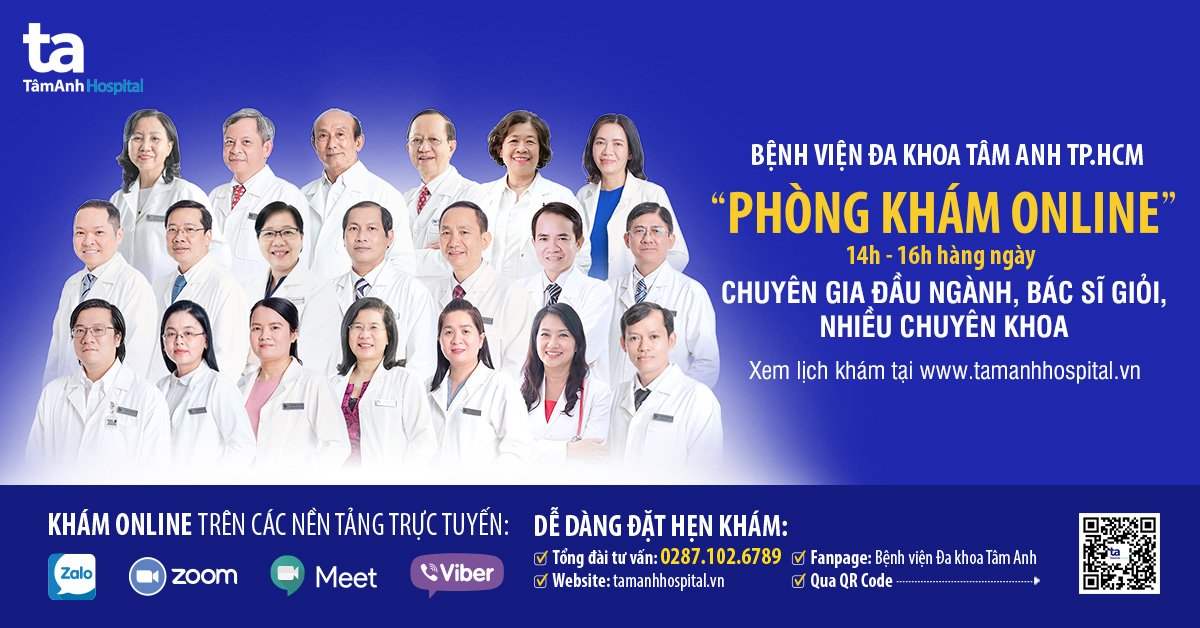 ta
TâmAnh Hospital
BỆNH VIỆN ĐA KHOA TÂM ANH TP.HCM
“PHÒNG KHÁM ONLINE”
14h - 16h hàng ngày
CHUYÊN GIA ĐẦU NGÀNH, BÁC SĨ GIỎI,
NHIỀU CHUYÊN KHOA
Xem lịch khám tại www.tamanhhospital.vn
KHÁM ONLINE TRÊN CÁC NỀN TẢNG TRỰC TUYẾN:
Zalo
zoom
Meet
Viber
DỄ DÀNG ĐẶT HẸN KHÁM:
Tổng đài tư vấn: 0287.102.6789
Website: tamanhhospital.vn
Fanpage: Bệnh viện Đa khoa Tâm Anh
Qua QR Code
ta